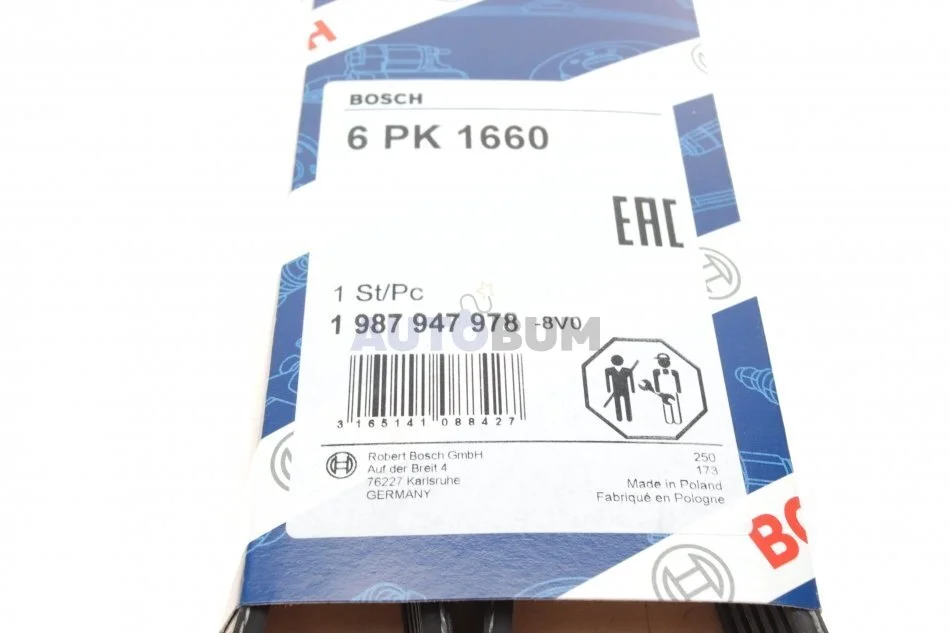 BOSCH
6 PK 1660
EAC
1 St/Pc
1 987 947 978 -8V0
AUTOBUM
3 165141 088427
Robert Bosch GmbH
Auf der Breit 4
76227 Karlsruhe
GERMANY
250
173
Made in Poland
Fabriqué en Pologne